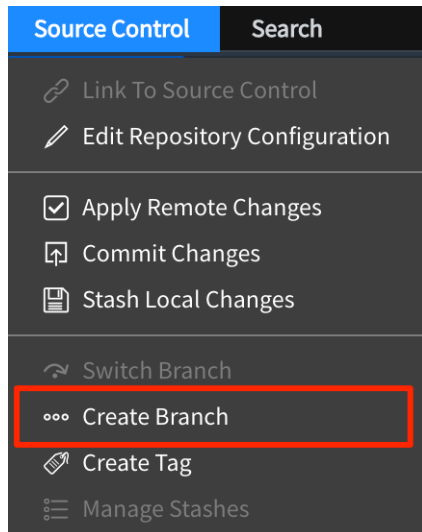 Source Control Search
Link To Source Control
Edit Repository Configuration
Apply Remote Changes
Commit Changes
Stash Local Changes
Switch Branch
Create Branch
Create Tag
Manage Stashes